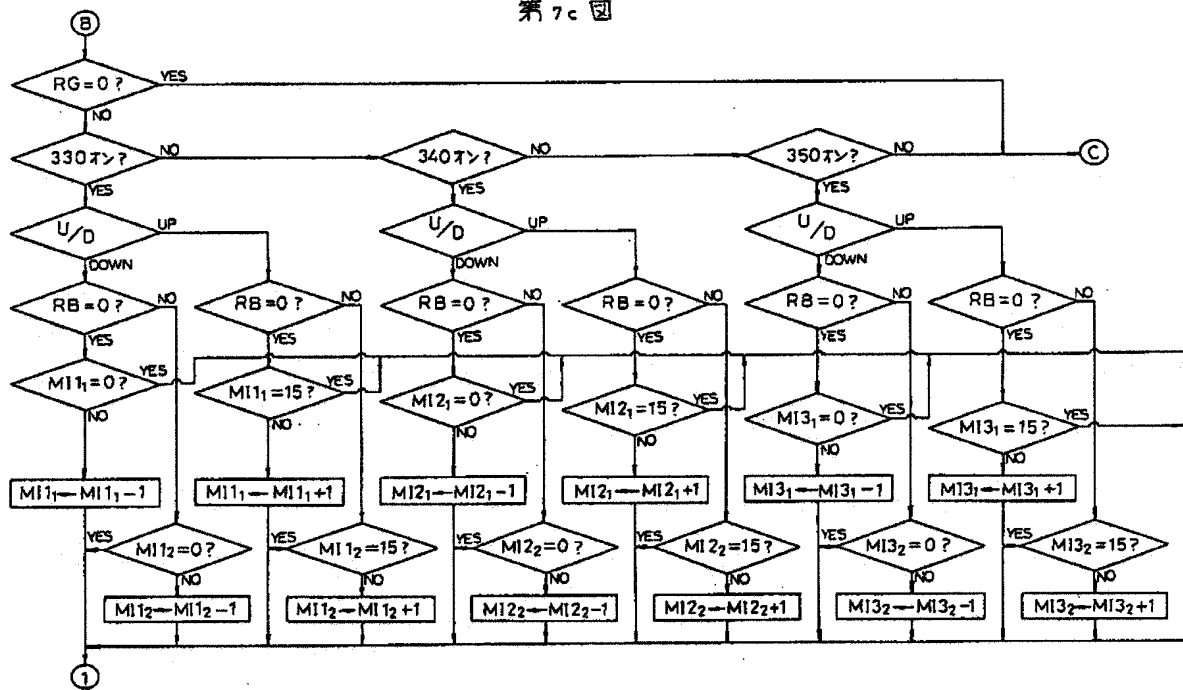 第7c図
B
RG=0?
YES
NO
330オン?
NO
340オン?
NO
350オン?
NO
C
YES
YES
YES
U/D
UP
U/D
UP
U/D
UP
DOWN
DOWN
DOWN
RB=0?
NO
RB=0?
NO
RB=0?
NO
RB=0?
NO
RB=0?
NO
RB=0?
NO
YES
YES
YES
YES
YES
YES
MI1₁=0?
YES
MI1₁=15?
YES
MI2₁=0?
YES
MI2₁=15?
YES
MI3₁=0?
YES
MI3₁=15?
YES
NO
NO
NO
NO
NO
NO
MI1₁←MI1₁-1
MI1₁←MI1₁+1
MI2₁←MI2₁-1
MI2₁←MI2₁+1
MI3₁←MI3₁-1
MI3₁←MI3₁+1
YES
MI1₂=0?
YES
MI1₂=15?
YES
MI2₂=0?
YES
MI2₂=15?
YES
MI3₂=0?
YES
MI3₂=15?
NO
NO
NO
NO
NO
NO
MI1₂←MI1₂-1
MI1₂←MI1₂+1
MI2₂←MI2₂-1
MI2₂←MI2₂+1
MI3₂←MI3₂-1
MI3₂←MI3₂+1
1